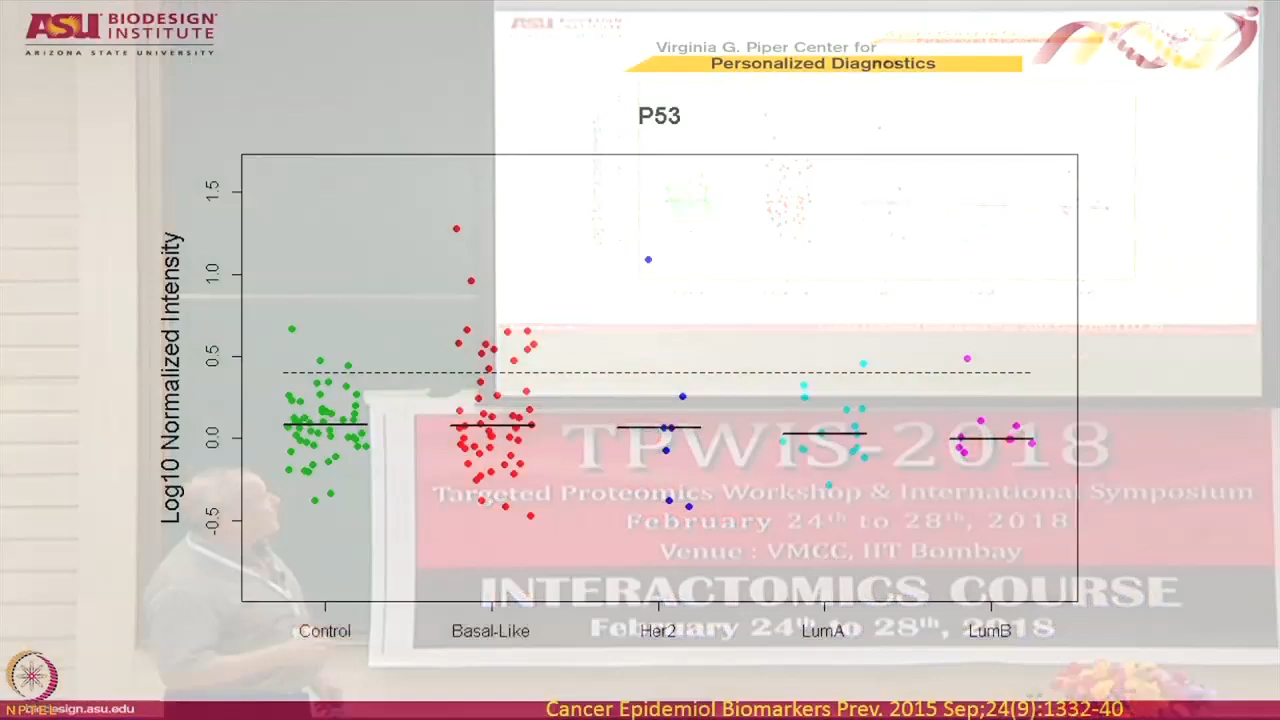 ASU BIODESIGN
INSTITUTE
ARIZONA STATE UNIVERSITY
Virginia G. Piper Center for
Personalized Diagnostics
P53
Log10 Normalized Intensity
1.5
1.0
0.5
0.0
-0.5
Control
Basal-Like
Her2
LumA
LumB
TPWIS-2018
Targeted Proteomics Workshop & International Symposium
February 24th to 28th, 2018
Venue : VMCC, IIT Bombay
INTERACTOMICS COURSE
February 24th to 28th, 2018
NPTEL
design.asu.edu
Cancer Epidemiol Biomarkers Prev. 2015 Sep;24(9):1332-40